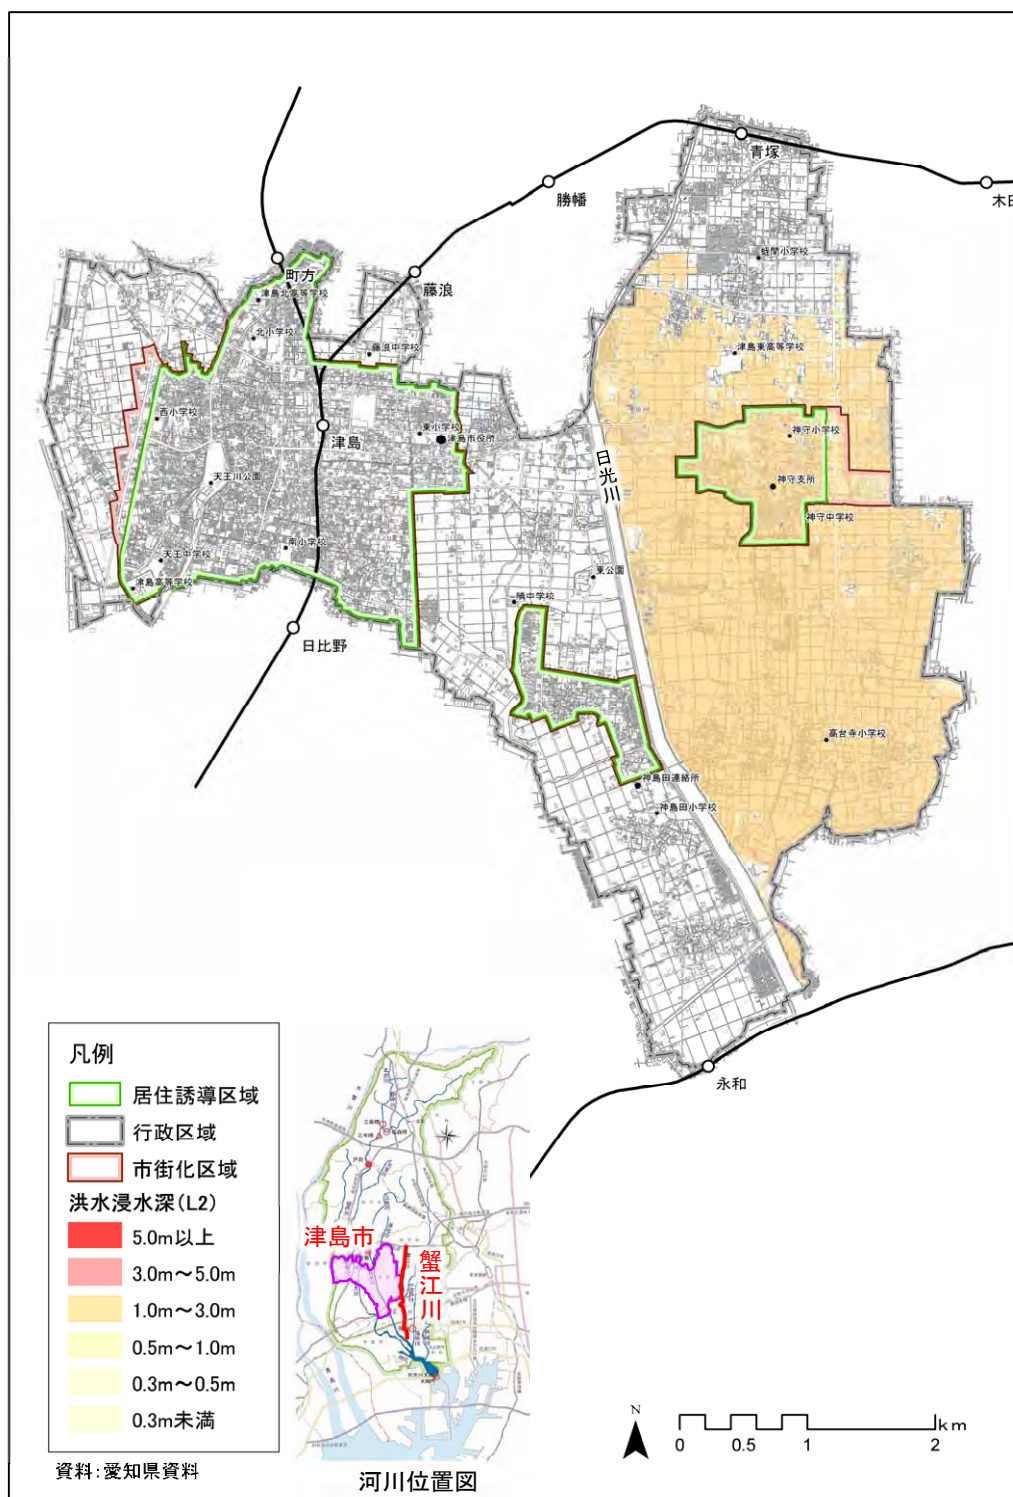 青塚
勝幡
木田
蛭間小学校
町方
藤浪
津島北高等学校
北小学校
藤浪中学校
津島東高等学校
西小学校
津島
東小学校
津島市役所
神守小学校
日光川
天王川公園
神守支所
神守中学校
南小学校
天王中学校
東公園
津島高等学校
暁中学校
日比野
高台寺小学校
神島田連絡所
神島田小学校
永和
凡例
居住誘導区域
行政区域
市街化区域
洪水浸水深(L2)
5.0m以上
3.0m～5.0m
1.0m～3.0m
0.5m～1.0m
0.3m～0.5m
0.3m未満
資料：愛知県資料
津島市
蟹江川
河川位置図
N
km
0 0.5 1 2